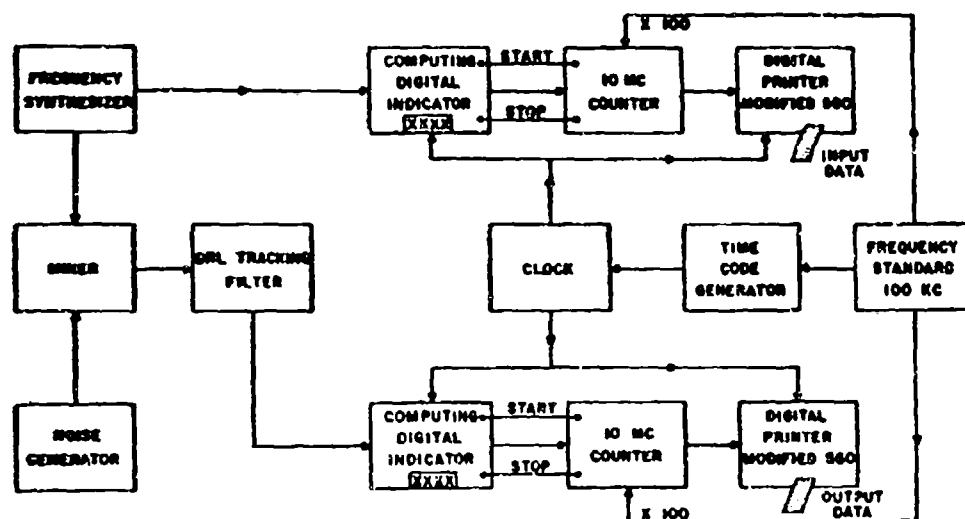 X 100
FREQUENCY
SYNTHESIZER
COMPUTING
DIGITAL
INDICATOR
XXXX
START
STOP
10 MC
COUNTER
DIGITAL
PRINTER
MODIFIED 560
INPUT
DATA
MIXER
DRL TRACKING
FILTER
CLOCK
TIME
CODE
GENERATOR
FREQUENCY
STANDARD
100 KC
NOISE
GENERATOR
COMPUTING
DIGITAL
INDICATOR
XXXX
START
STOP
10 MC
COUNTER
DIGITAL
PRINTER
MODIFIED 560
OUTPUT
DATA
X 100